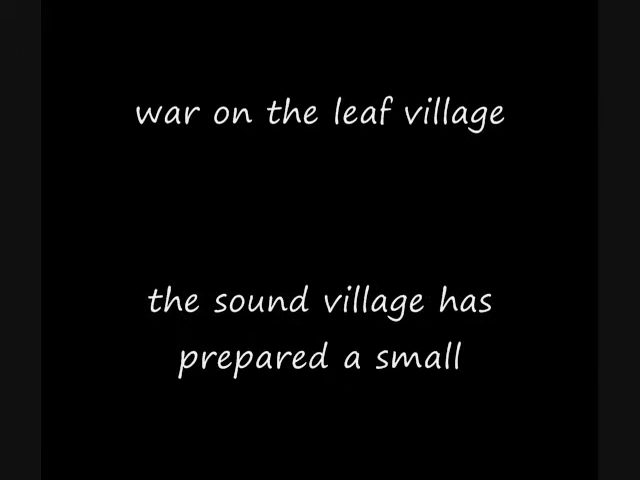 war on the leaf village
the sound village has
prepared a small